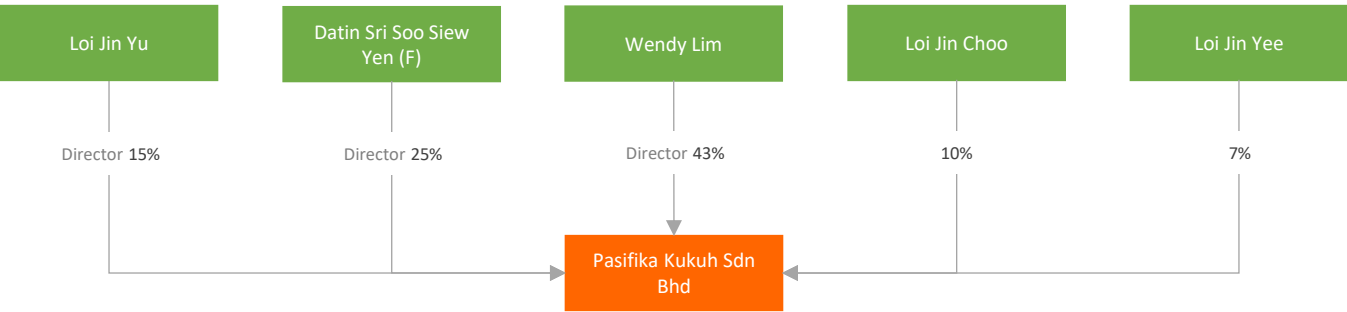 Loi Jin Yu
Datin Sri Soo Siew
Yen (F)
Wendy Lim
Loi Jin Choo
Loi Jin Yee
Director 15%
Director 25%
Director 43%
10%
7%
Pasifika Kukuh Sdn
Bhd